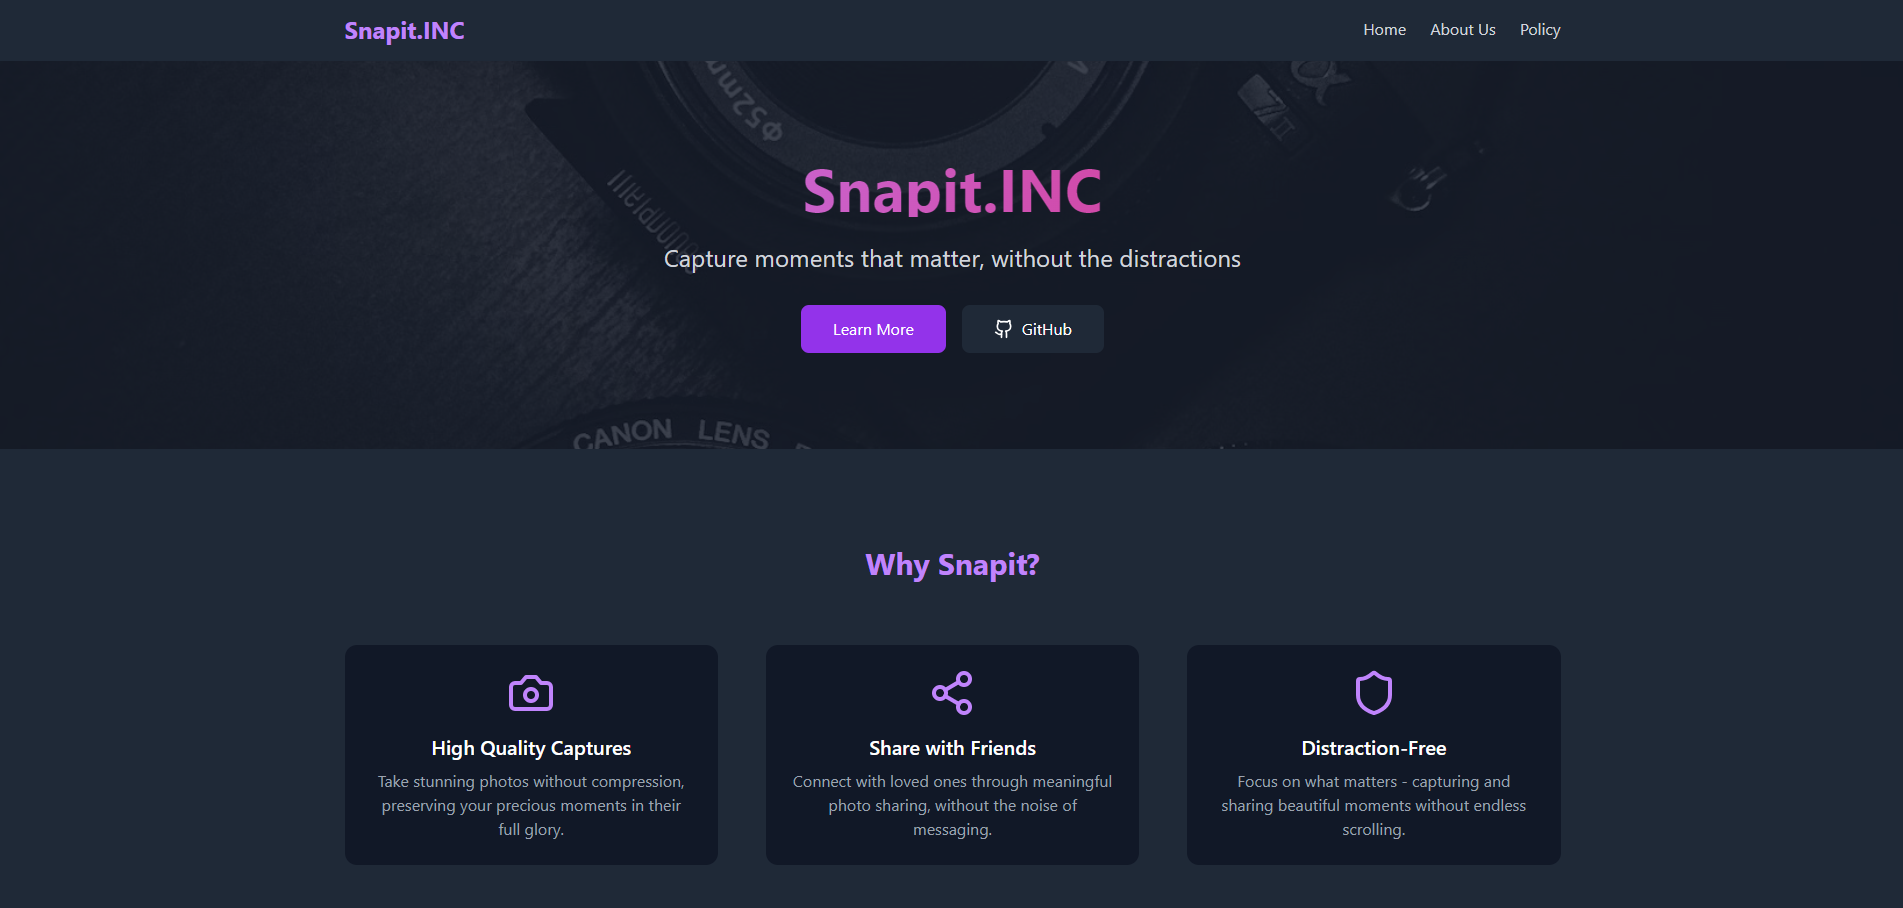 Snapit.INC
Home
About Us
Policy
Φ52mm
Snapit.INC
Capture moments that matter, without the distractions
Learn More
GitHub
CANON LENS
Why Snapit?
High Quality Captures
Take stunning photos without compression,
preserving your precious moments in their
full glory.
Share with Friends
Connect with loved ones through meaningful
photo sharing, without the noise of
messaging.
Distraction-Free
Focus on what matters - capturing and
sharing beautiful moments without endless
scrolling.